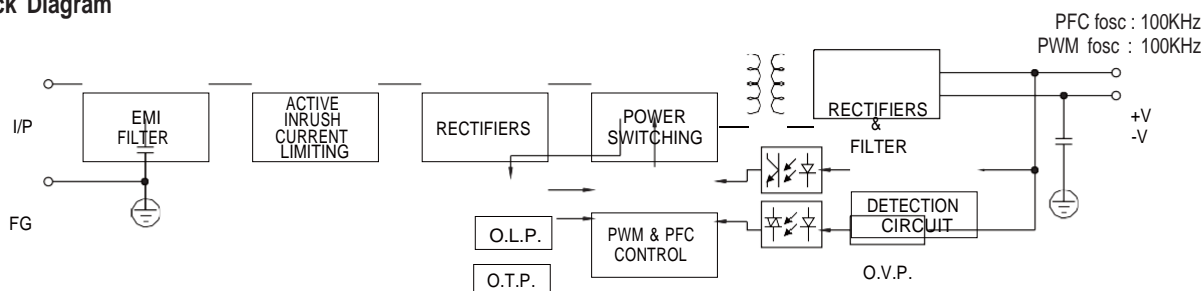 ck Diagram
PFC fosc : 100KHz
PWM fosc : 100KHz
I/P
EMI
FILTER
ACTIVE
INRUSH
CURRENT
LIMITING
RECTIFIERS
POWER
SWITCHING
RECTIFIERS
&
FILTER
+V
-V
FG
O.L.P.
O.T.P.
PWM & PFC
CONTROL
DETECTION
CIRCUIT
O.V.P.